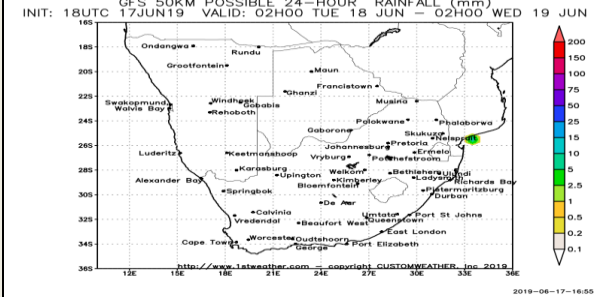 GFS 50KM POSSIBLE 24-HOUR RAINFALL (mm)
INIT: 18UTC 17JUN19 VALID: 02H00 TUE 18 JUN – 02H00 WED 19 JUN
16S
Ondangwa
Rundu
18S
Grootfontein
Maun
20S
Francistown
Ghanzi
Musina
22S
Swakopmund
Walvis Bay
Windhoek
Gobabis
Rehoboth
Polokwane
Phalaborwa
24S
Gaborone
Skukuza
Nelspruit
Pretoria
Johannesburg
26S
Luderitz
Keetmanshoop
Vryburg
Potchefstroom
Ermelo
Karasburg
Upington
Welkom
Bethlehem
Ulundi
28S
Alexander Bay
Kimberley
Ladysmith
Richards Bay
Springbok
Bloemfontein
Pietermaritzburg
Durban
30S
De Aar
Calvinia
Umtata
Port St Johns
32S
Vredendal
Beaufort West
Queenstown
East London
Worcester
Oudtshoorn
Cape Town
34S
George
Port Elizabeth
36S
http://www.1stweather.com – copyright CUSTOMWEATHER, Inc 2019
12E 15E 18E 21E 24E 27E 30E 33E 36E
200
150
100
75
50
25
15
10
5
2.5
1
0.5
0.2
0.1
2019-06-17-16:55